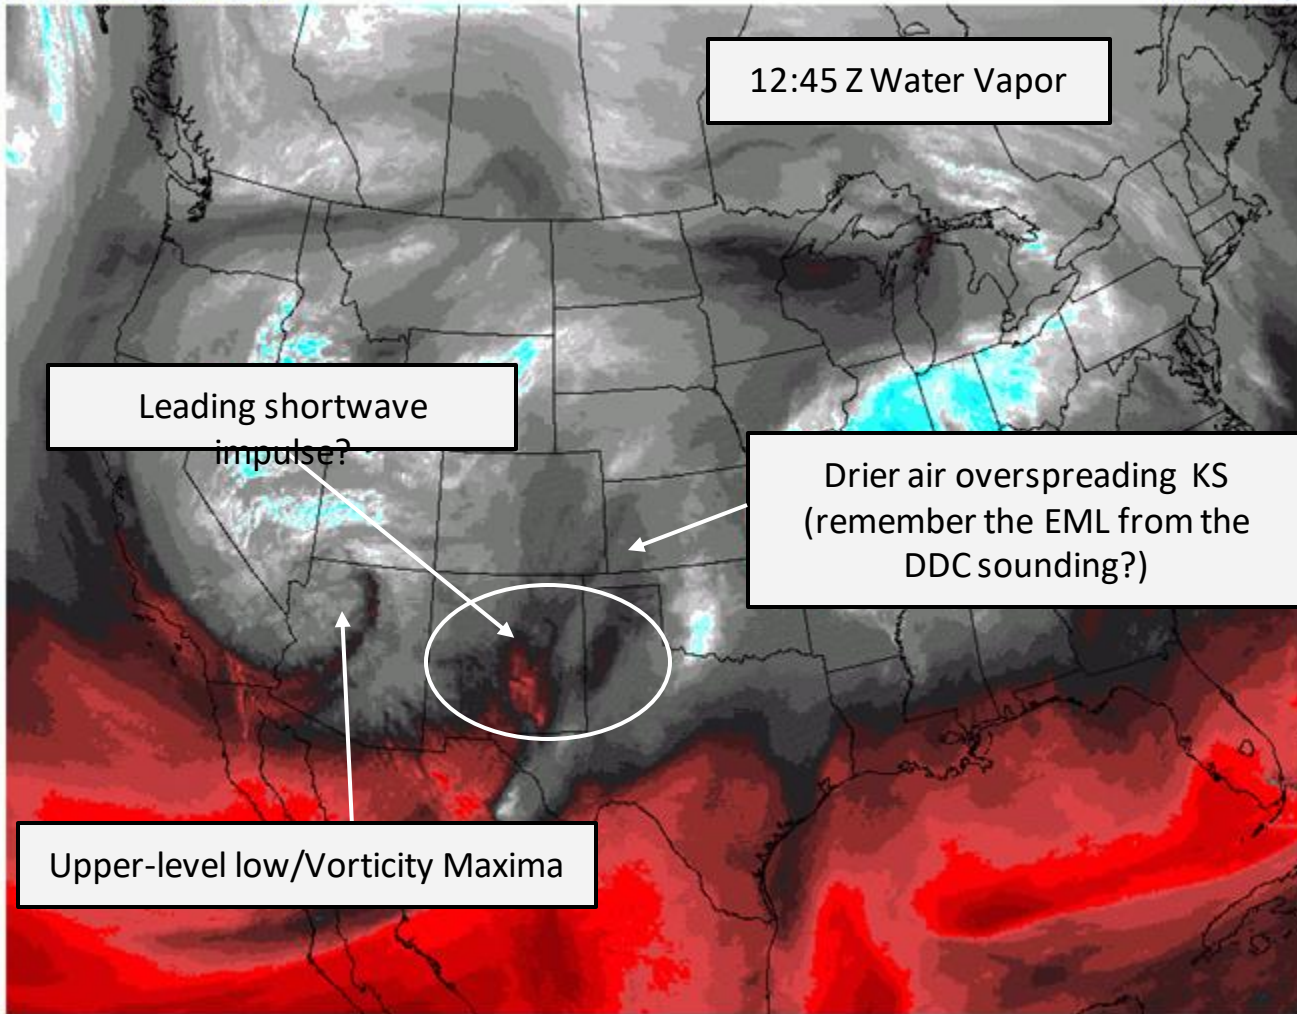 12:45 Z Water Vapor
Leading shortwave
impulse?
Drier air overspreading KS
(remember the EML from the
DDC sounding?)
Upper-level low/Vorticity Maxima